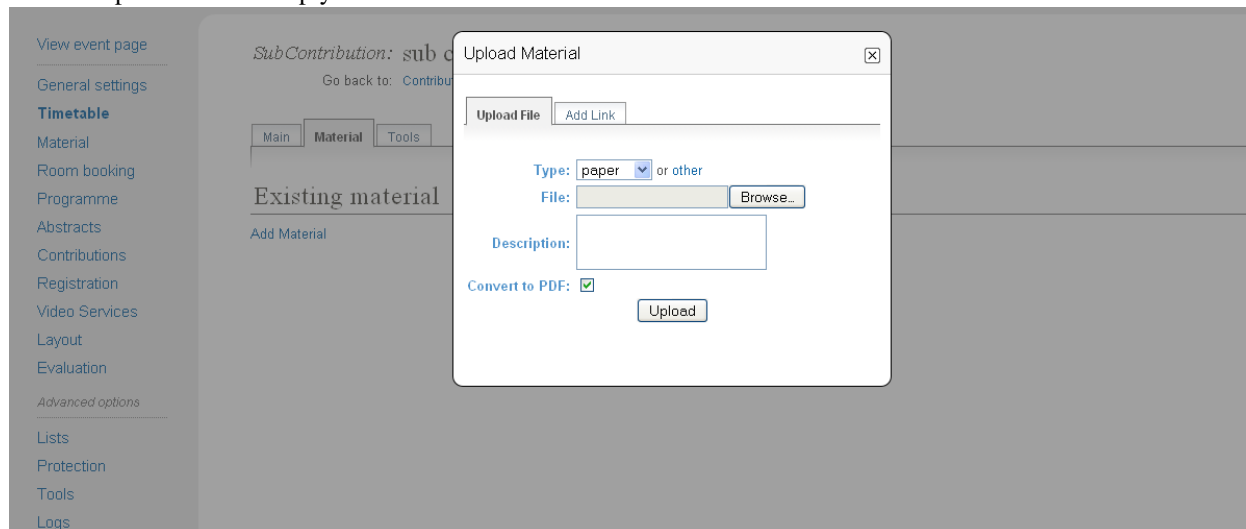 View event page
General settings
Timetable
Material
Room booking
Programme
Abstracts
Contributions
Registration
Video Services
Layout
Evaluation
Advanced options
Lists
Protection
Tools
Logs
SubContribution: sub c
Go back to: Contribu
Main Material Tools
Existing material
Add Material
Upload Material
Upload File Add Link
Type: paper or other
File: Browse...
Description:
Convert to PDF:
Upload